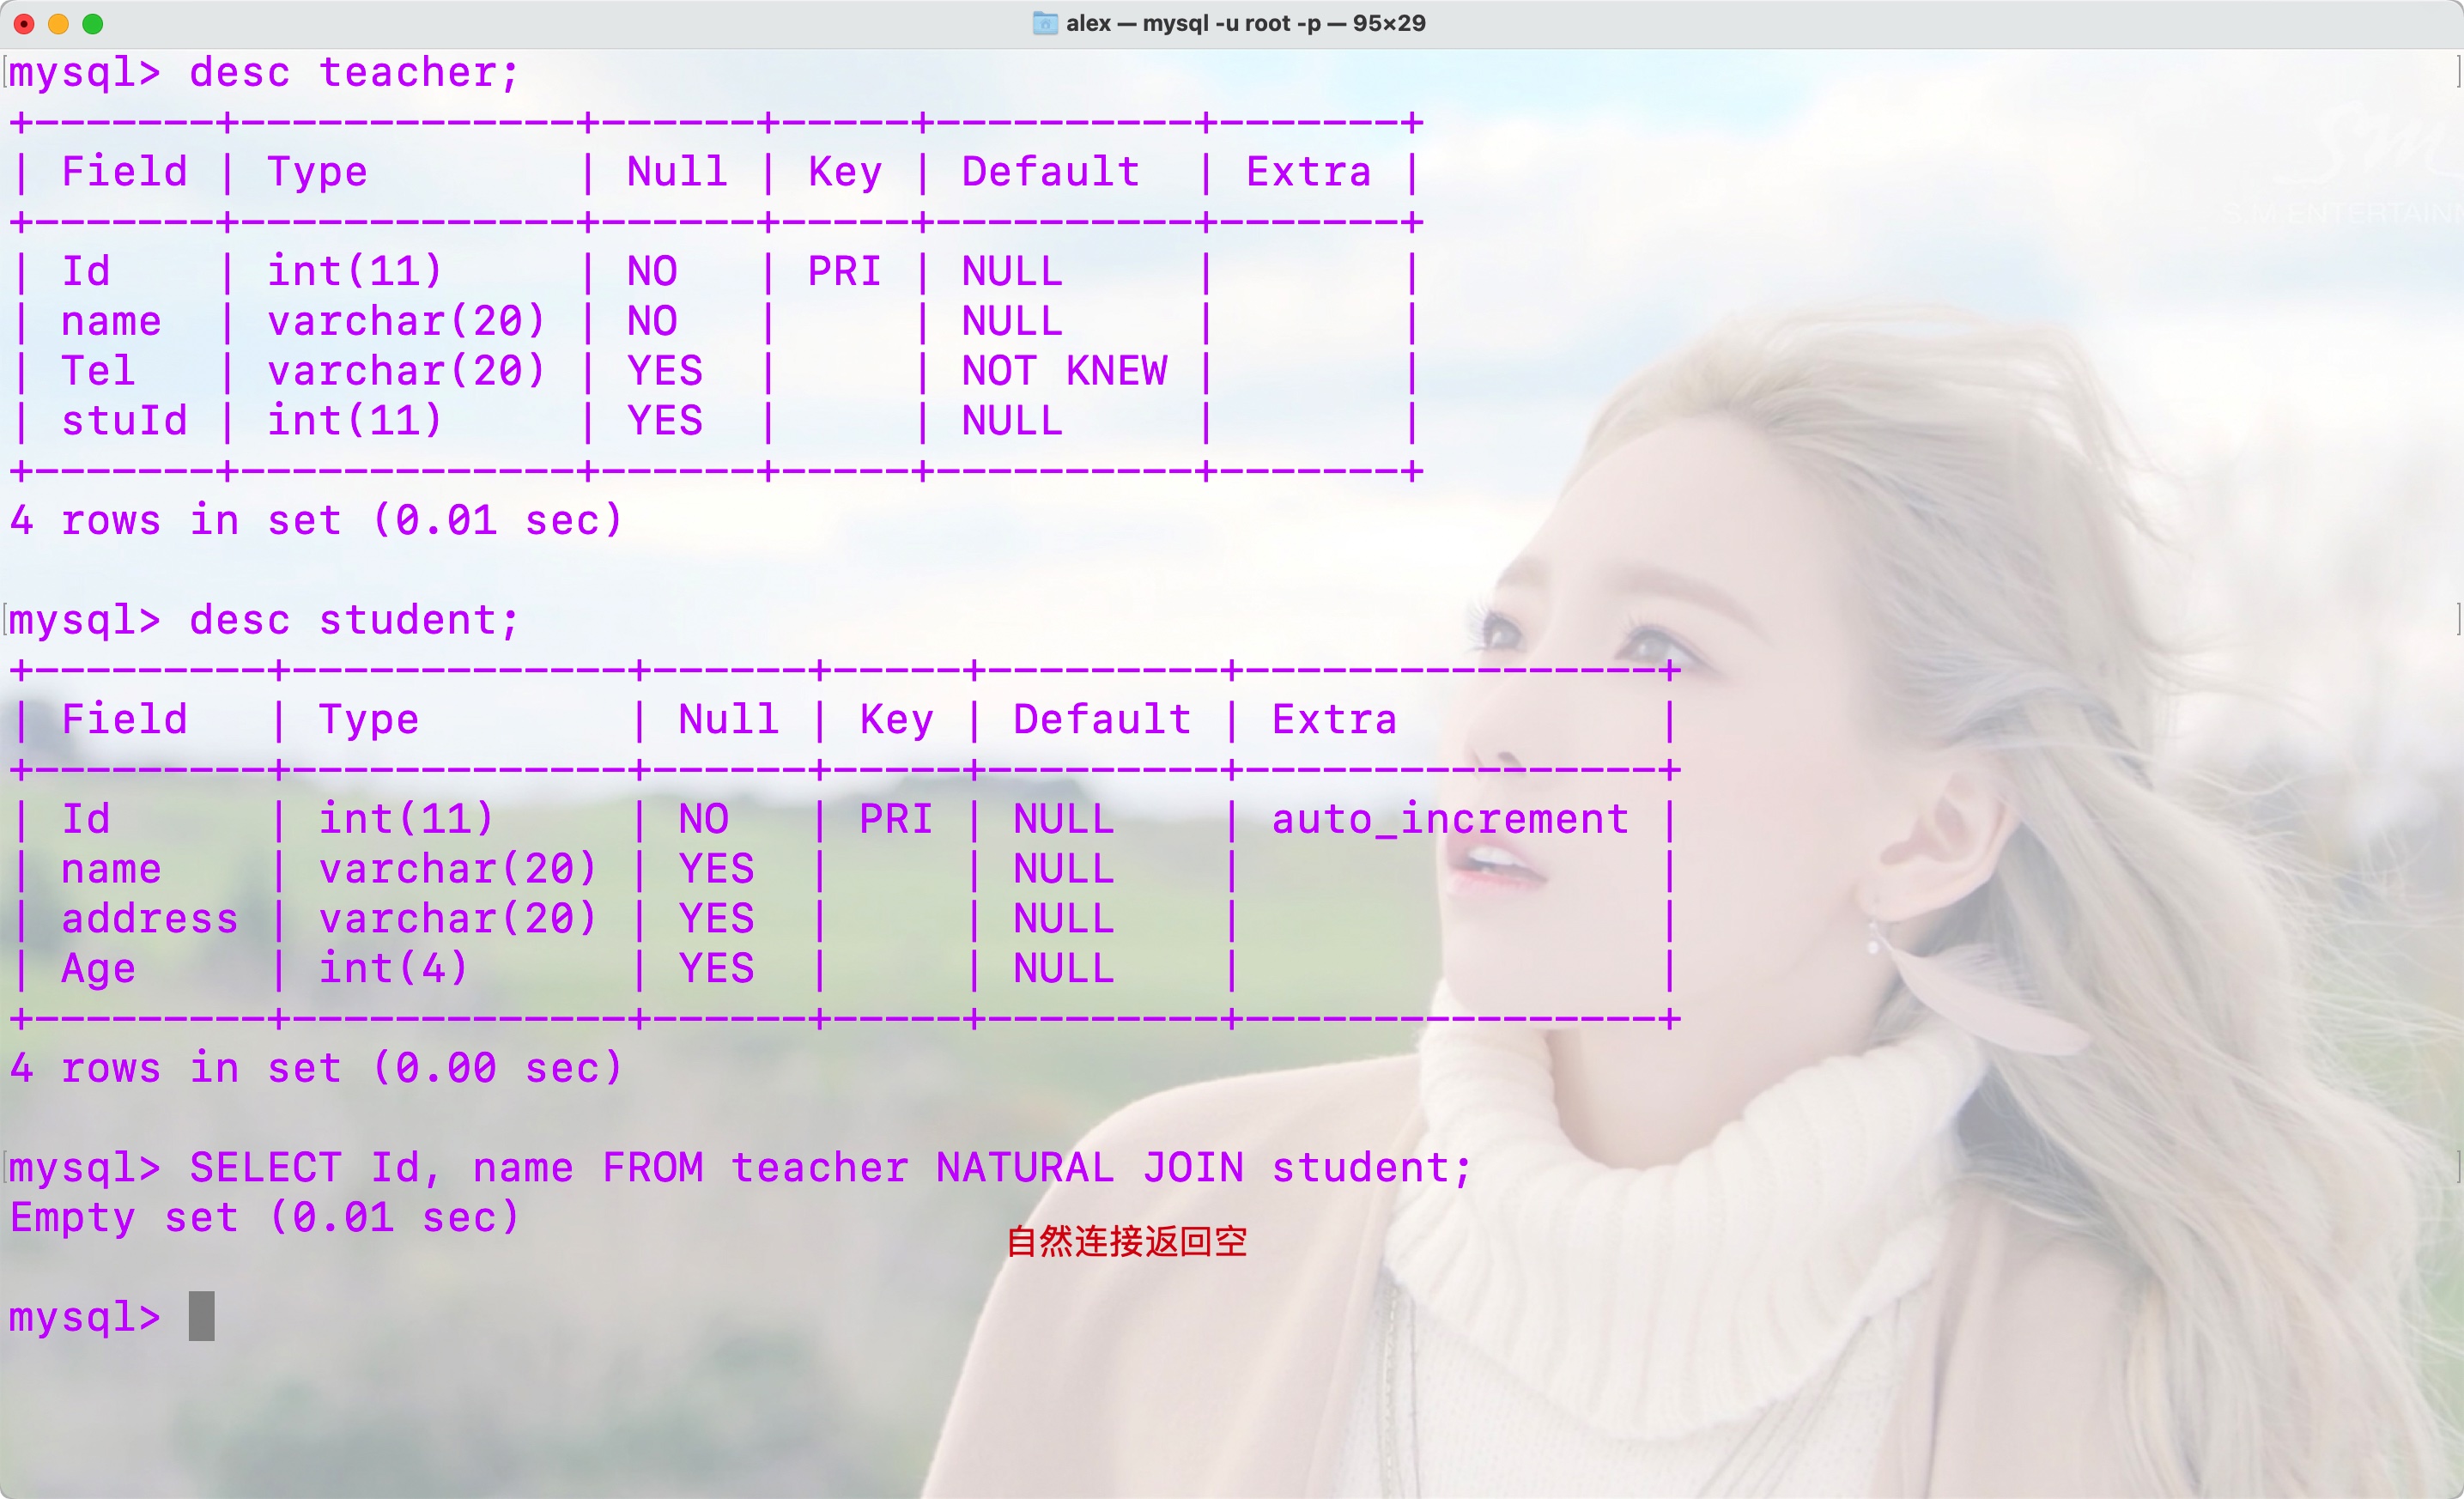 alex — mysql -u root -p — 95×29
mysql> desc teacher;
+-------+-------------+------+-----+----------+-------+
| Field | Type        | Null | Key | Default  | Extra |
+-------+-------------+------+-----+----------+-------+
| Id    | int(11)     | NO   | PRI | NULL     |       |
| name  | varchar(20) | NO   |     | NULL     |       |
| Tel   | varchar(20) | YES  |     | NOT KNEW |       |
| stuId | int(11)     | YES  |     | NULL     |       |
+-------+-------------+------+-----+----------+-------+
4 rows in set (0.01 sec)
mysql> desc student;
+---------+-------------+------+-----+---------+----------------+
| Field   | Type        | Null | Key | Default | Extra          |
+---------+-------------+------+-----+---------+----------------+
| Id      | int(11)     | NO   | PRI | NULL    | auto_increment |
| name    | varchar(20) | YES  |     | NULL    |                |
| address | varchar(20) | YES  |     | NULL    |                |
| Age     | int(4)      | YES  |     | NULL    |                |
+---------+-------------+------+-----+---------+----------------+
4 rows in set (0.00 sec)
mysql> SELECT Id, name FROM teacher NATURAL JOIN student;
Empty set (0.01 sec)
自然连接返回空
mysql>